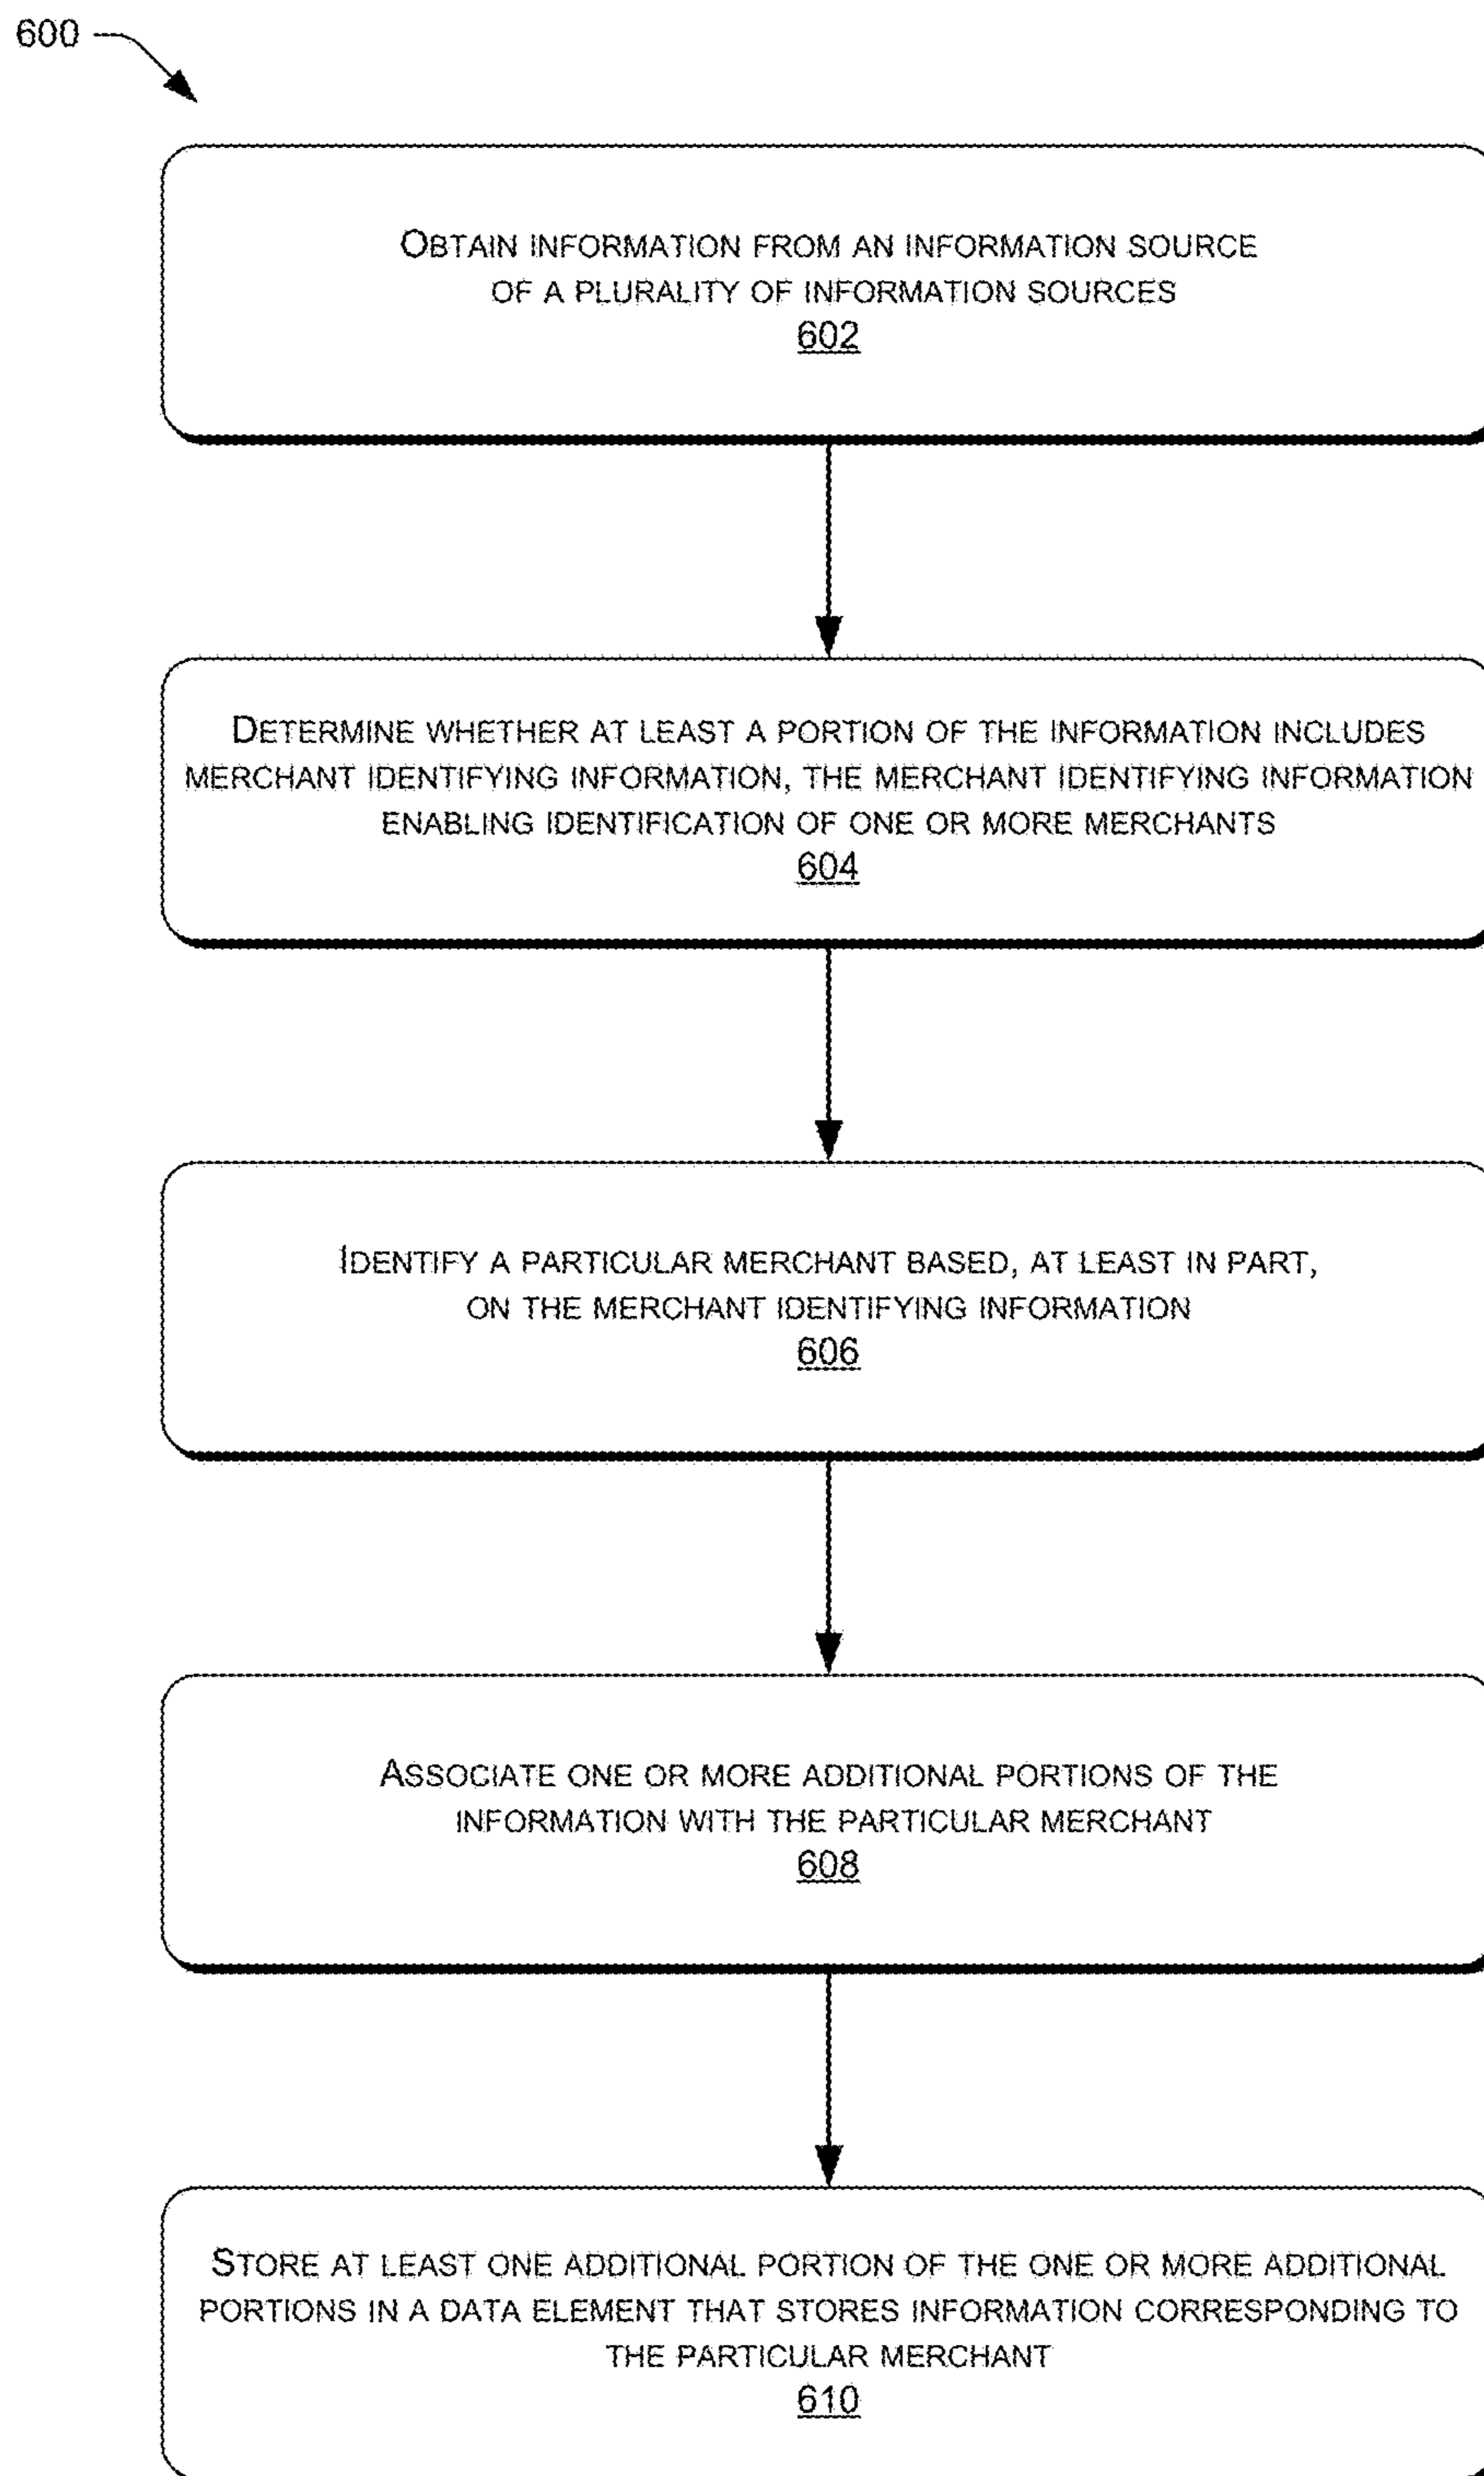 600
OBTAIN INFORMATION FROM AN INFORMATION SOURCE
OF A PLURALITY OF INFORMATION SOURCES
602
DETERMINE WHETHER AT LEAST A PORTION OF THE INFORMATION INCLUDES
MERCHANT IDENTIFYING INFORMATION, THE MERCHANT IDENTIFYING INFORMATION
ENABLING IDENTIFICATION OF ONE OR MORE MERCHANTS
604
IDENTIFY A PARTICULAR MERCHANT BASED, AT LEAST IN PART,
ON THE MERCHANT IDENTIFYING INFORMATION
606
ASSOCIATE ONE OR MORE ADDITIONAL PORTIONS OF THE
INFORMATION WITH THE PARTICULAR MERCHANT
608
STORE AT LEAST ONE ADDITIONAL PORTION OF THE ONE OR MORE ADDITIONAL
PORTIONS IN A DATA ELEMENT THAT STORES INFORMATION CORRESPONDING TO
THE PARTICULAR MERCHANT
610